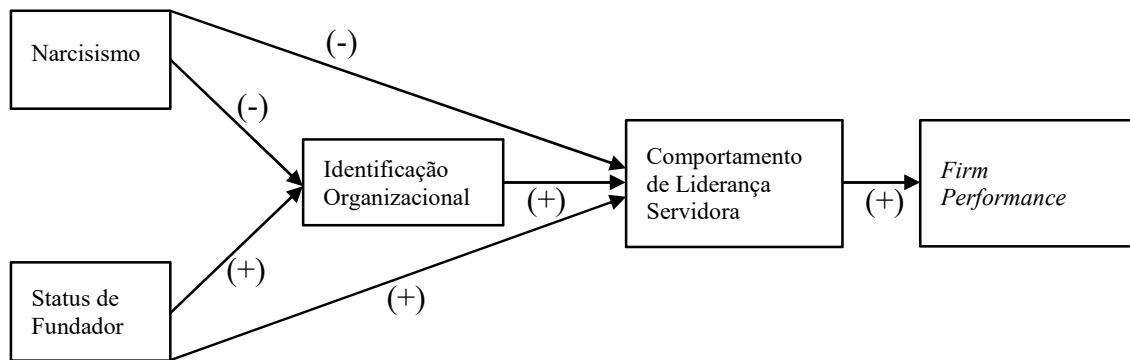 Narcisismo
(-)
(-)
Identificação
Organizacional
(+)
Comportamento
de Liderança
Servidora
(+)
Firm
Performance
Status de
Fundador
(+)
(+)